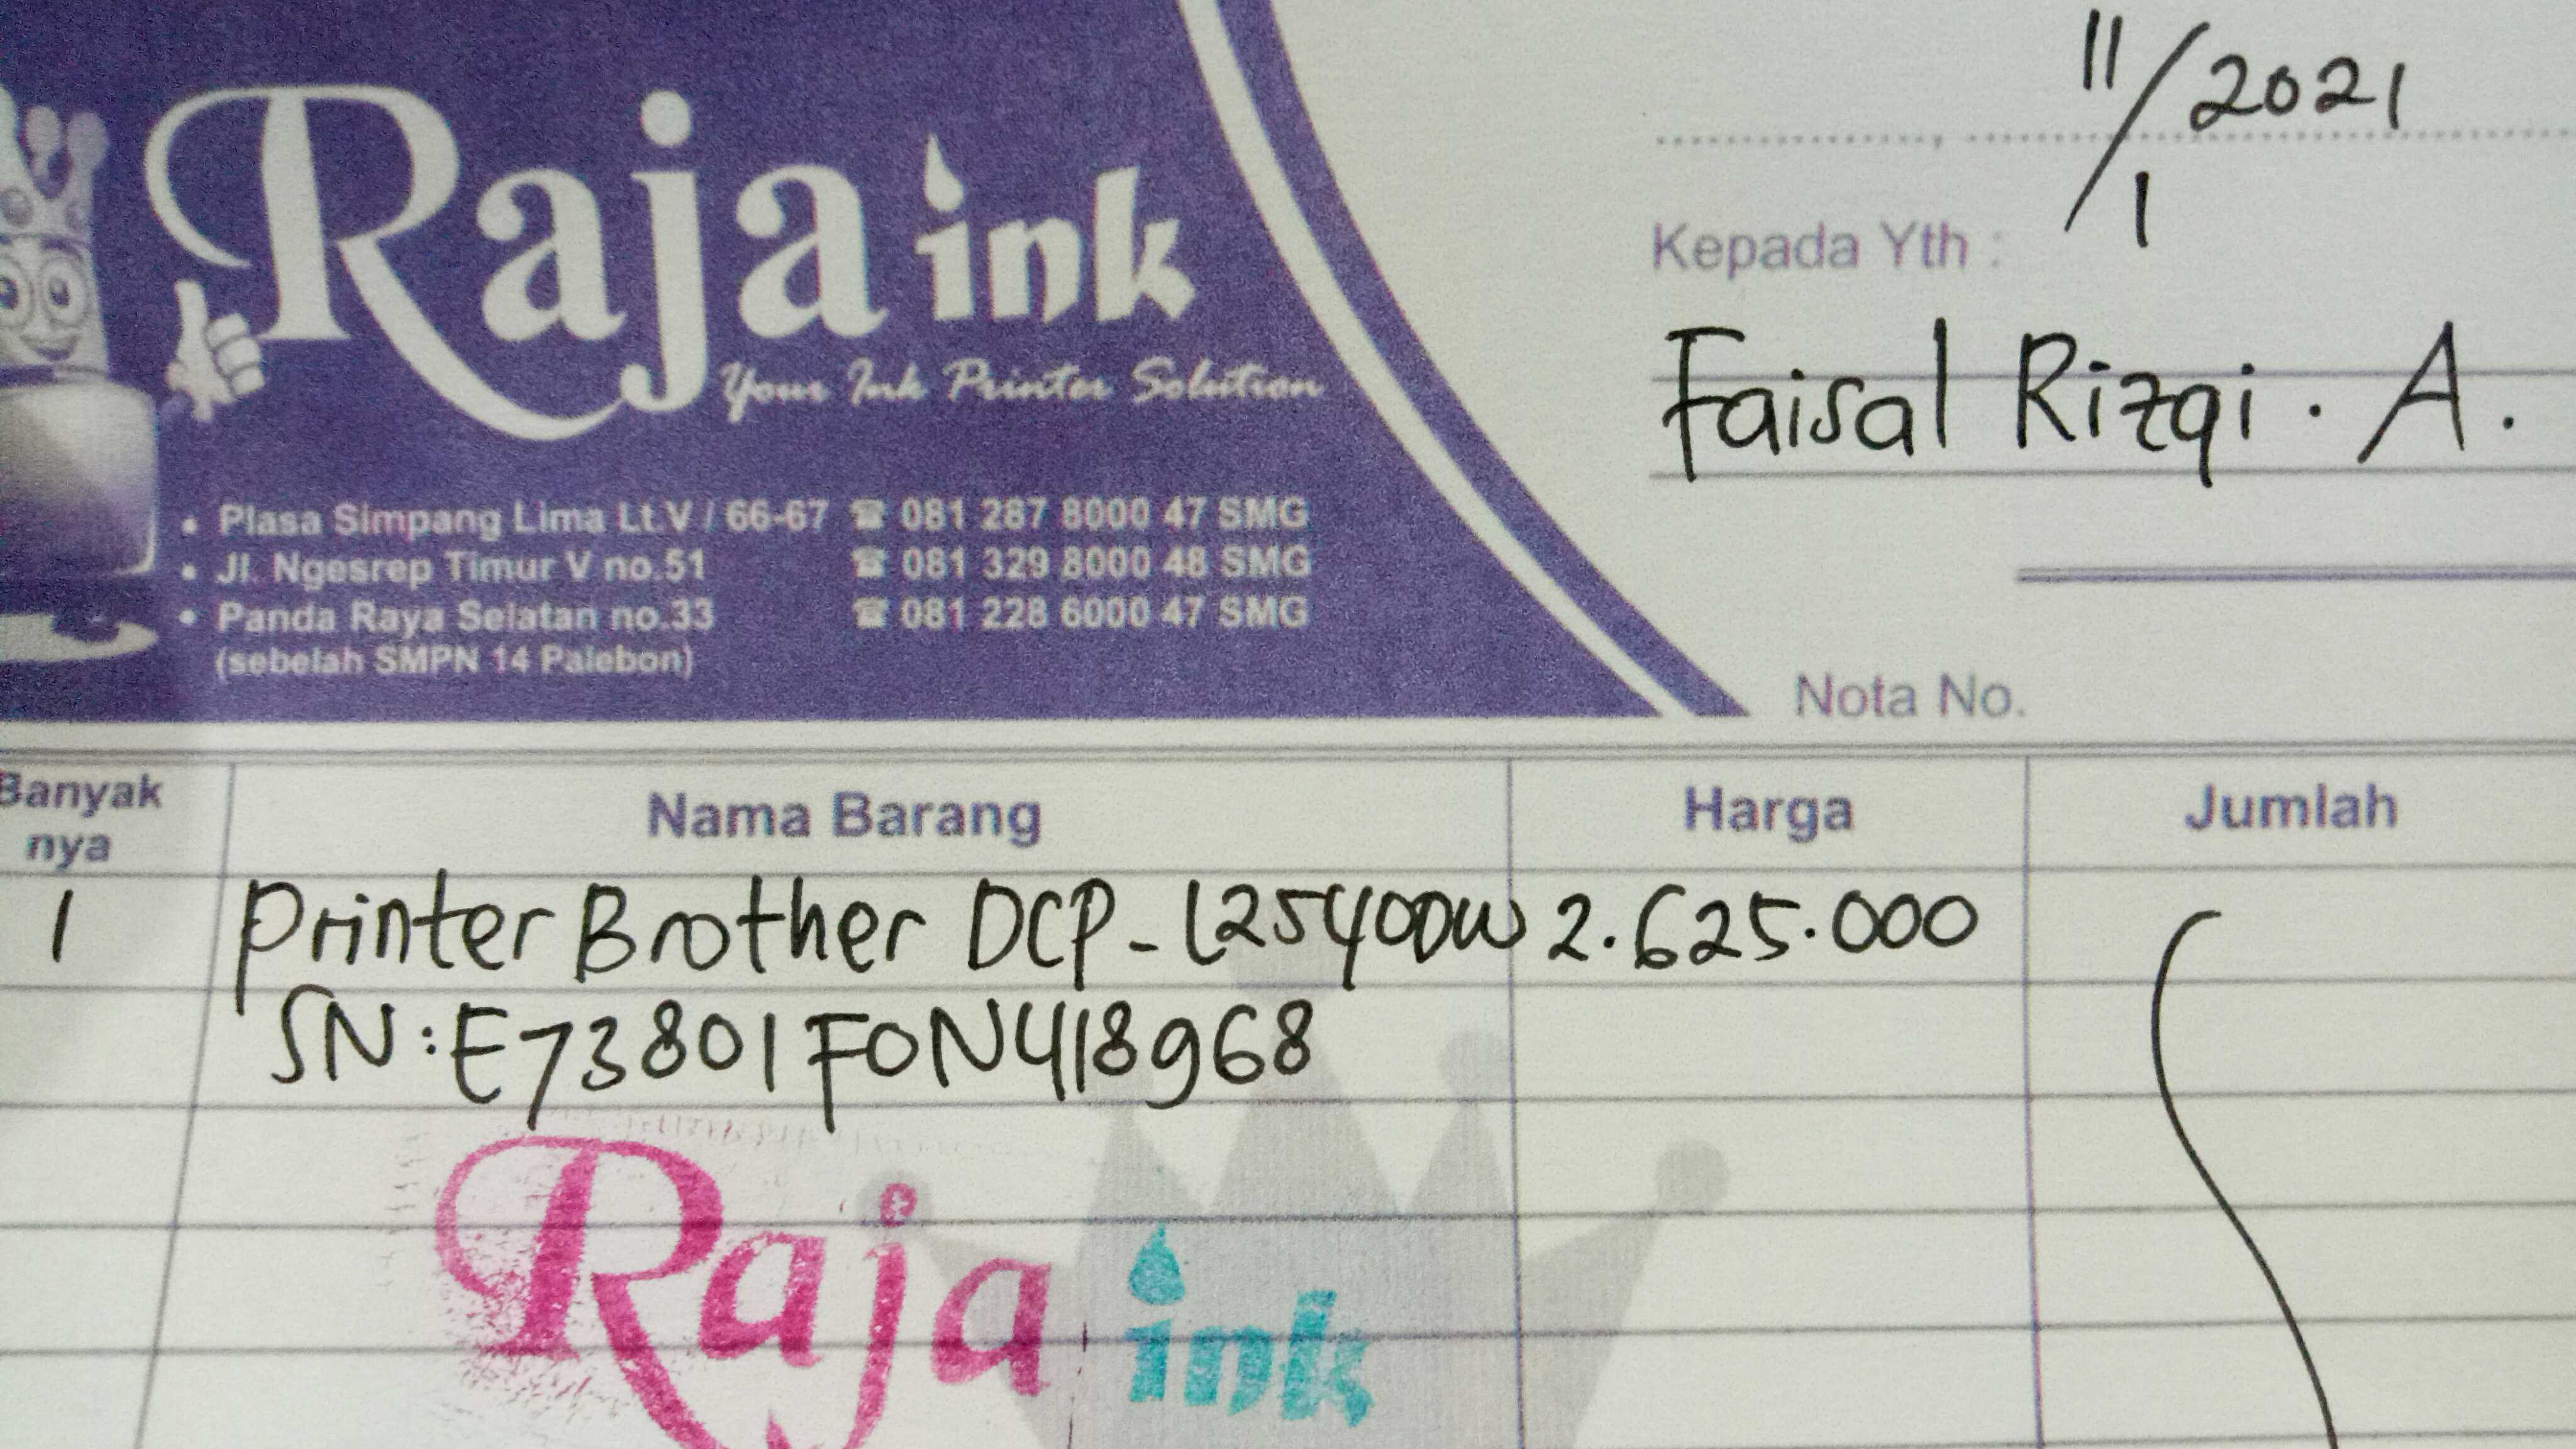 Raja ink
Your Ink Printer Solution
• Plasa Simpang Lima Lt.V / 66-67 ☎ 081 287 8000 47 SMG
• Jl. Ngesrep Timur V no.51 ☎ 081 329 8000 48 SMG
• Panda Raya Selatan no.33 ☎ 081 228 6000 47 SMG
(sebelah SMPN 14 Palebon)
11/1 2021
Kepada Yth :
Faisal Rizqi . A.
Nota No.
Banyak nya Nama Barang Harga Jumlah
1 Printer Brother DCP-L2540DW 2.625.000
SN:E73801F0N418968
Raja ink